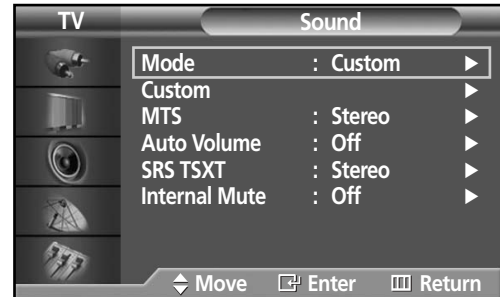 TV Sound
Mode : Custom ▶
Custom ▶
MTS : Stereo ▶
Auto Volume : Off ▶
SRS TSXT : Stereo ▶
Internal Mute : Off ▶
Move Enter Return